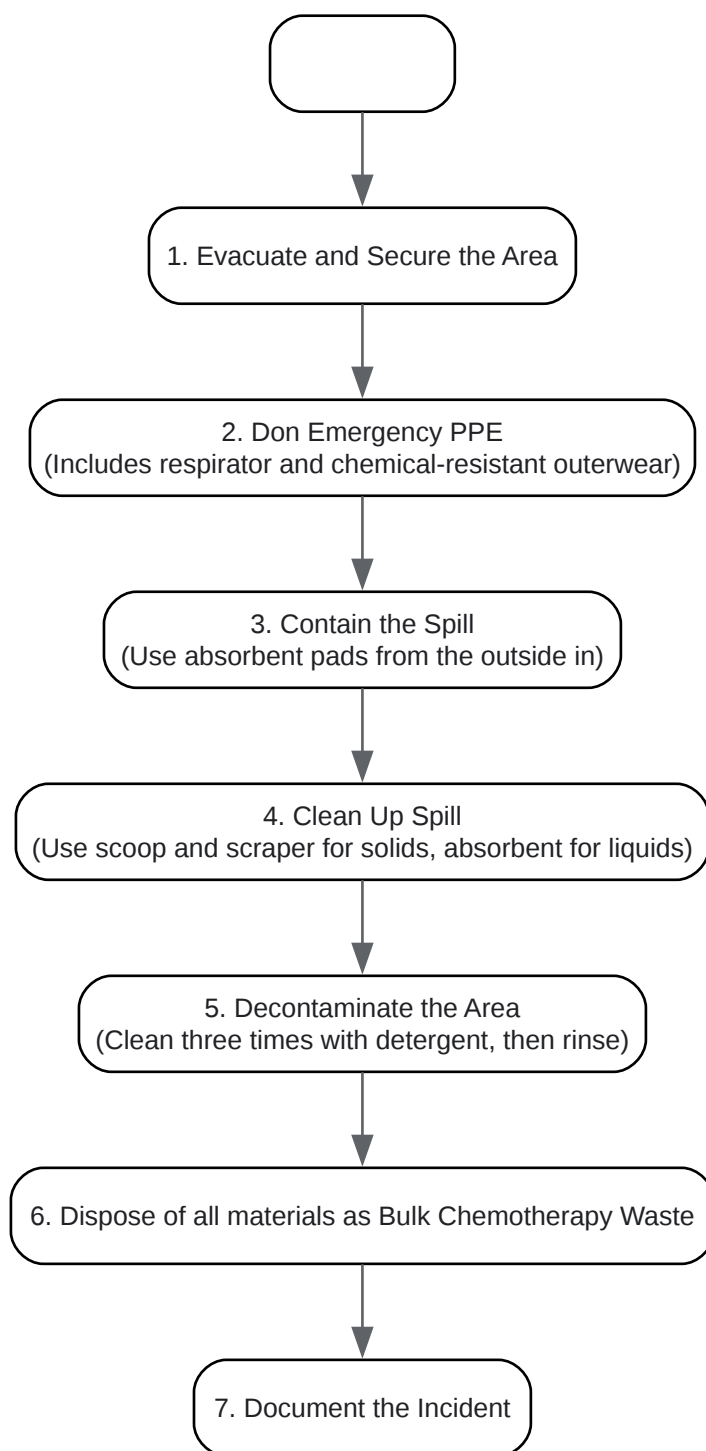 1. Evacuate and Secure the Area
2. Don Emergency PPE
(Includes respirator and chemical-resistant outerwear)
3. Contain the Spill
(Use absorbent pads from the outside in)
4. Clean Up Spill
(Use scoop and scraper for solids, absorbent for liquids)
5. Decontaminate the Area
(Clean three times with detergent, then rinse)
6. Dispose of all materials as Bulk Chemotherapy Waste
7. Document the Incident